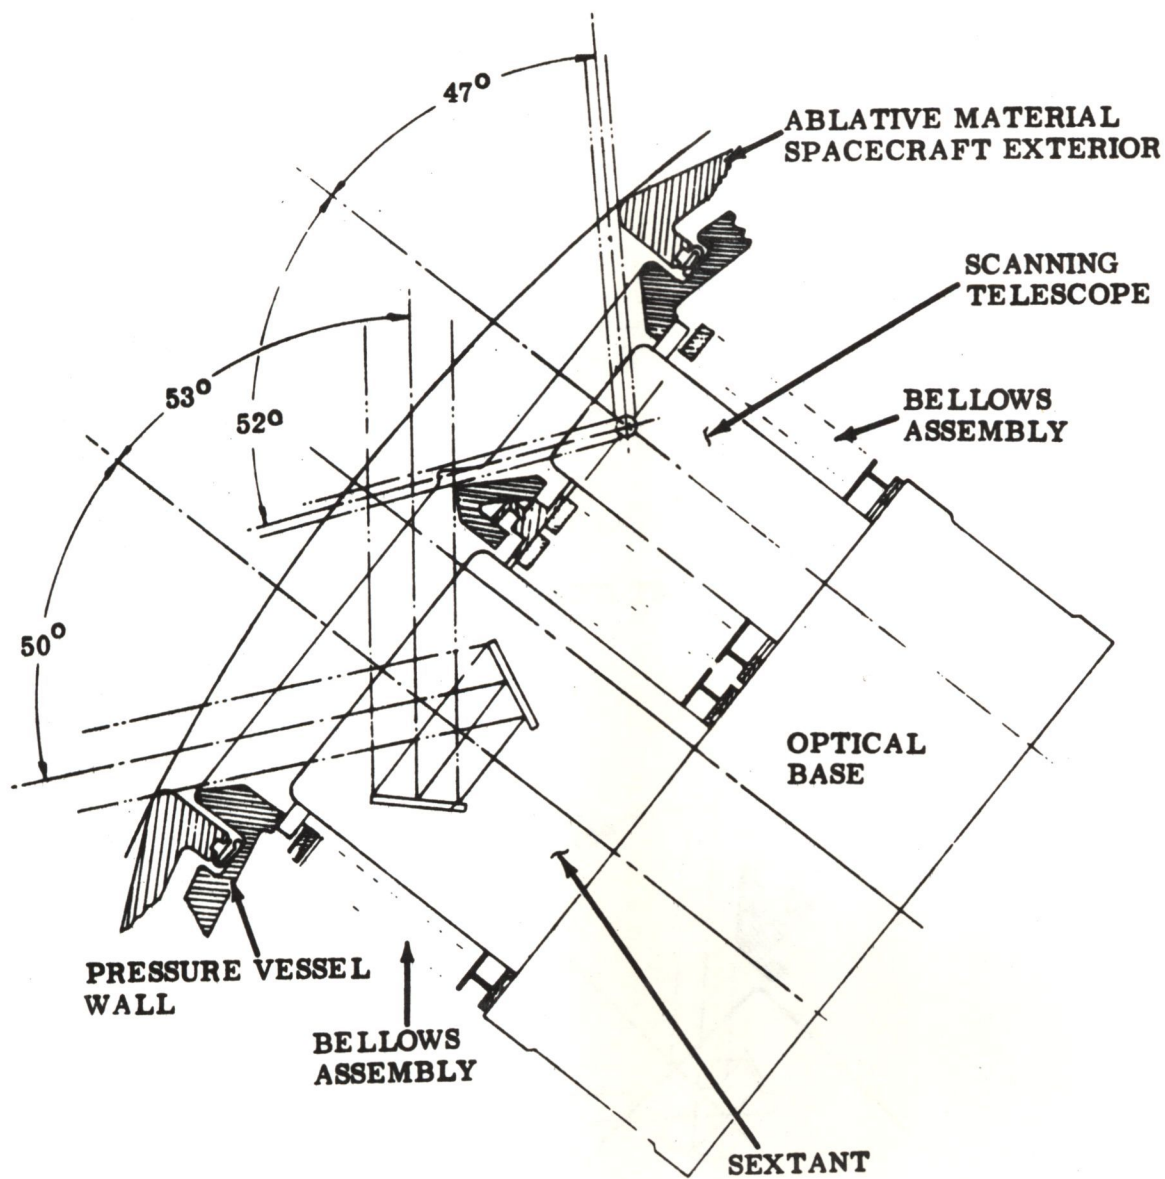 47°
ABLATIVE MATERIAL
SPACECRAFT EXTERIOR
SCANNING
TELESCOPE
53°
52°
BELLOWS
ASSEMBLY
50°
OPTICAL
BASE
PRESSURE VESSEL
WALL
BELLOWS
ASSEMBLY
SEXTANT